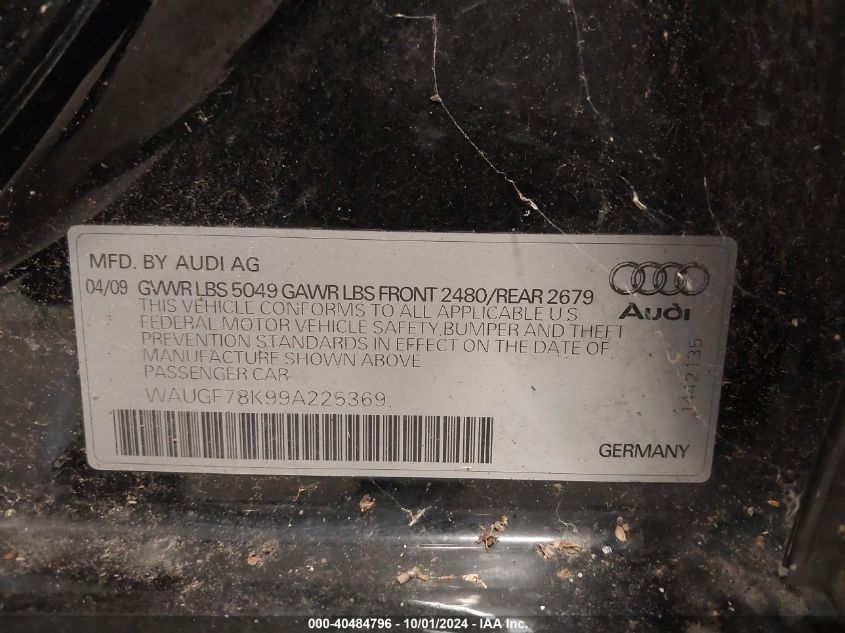 MFD. BY AUDI AG
04/09 GVWR LBS 5049 GAWR LBS FRONT 2480/REAR 2679
THIS VEHICLE CONFORMS TO ALL APPLICABLE U.S.
FEDERAL MOTOR VEHICLE SAFETY, BUMPER AND THEFT
PREVENTION STANDARDS IN EFFECT ON THE DATE OF
MANUFACTURE SHOWN ABOVE
PASSENGER CAR
WAUGF78K99A225369
Audi
1442135
GERMANY
000-40484796 - 10/01/2024 - IAA Inc.